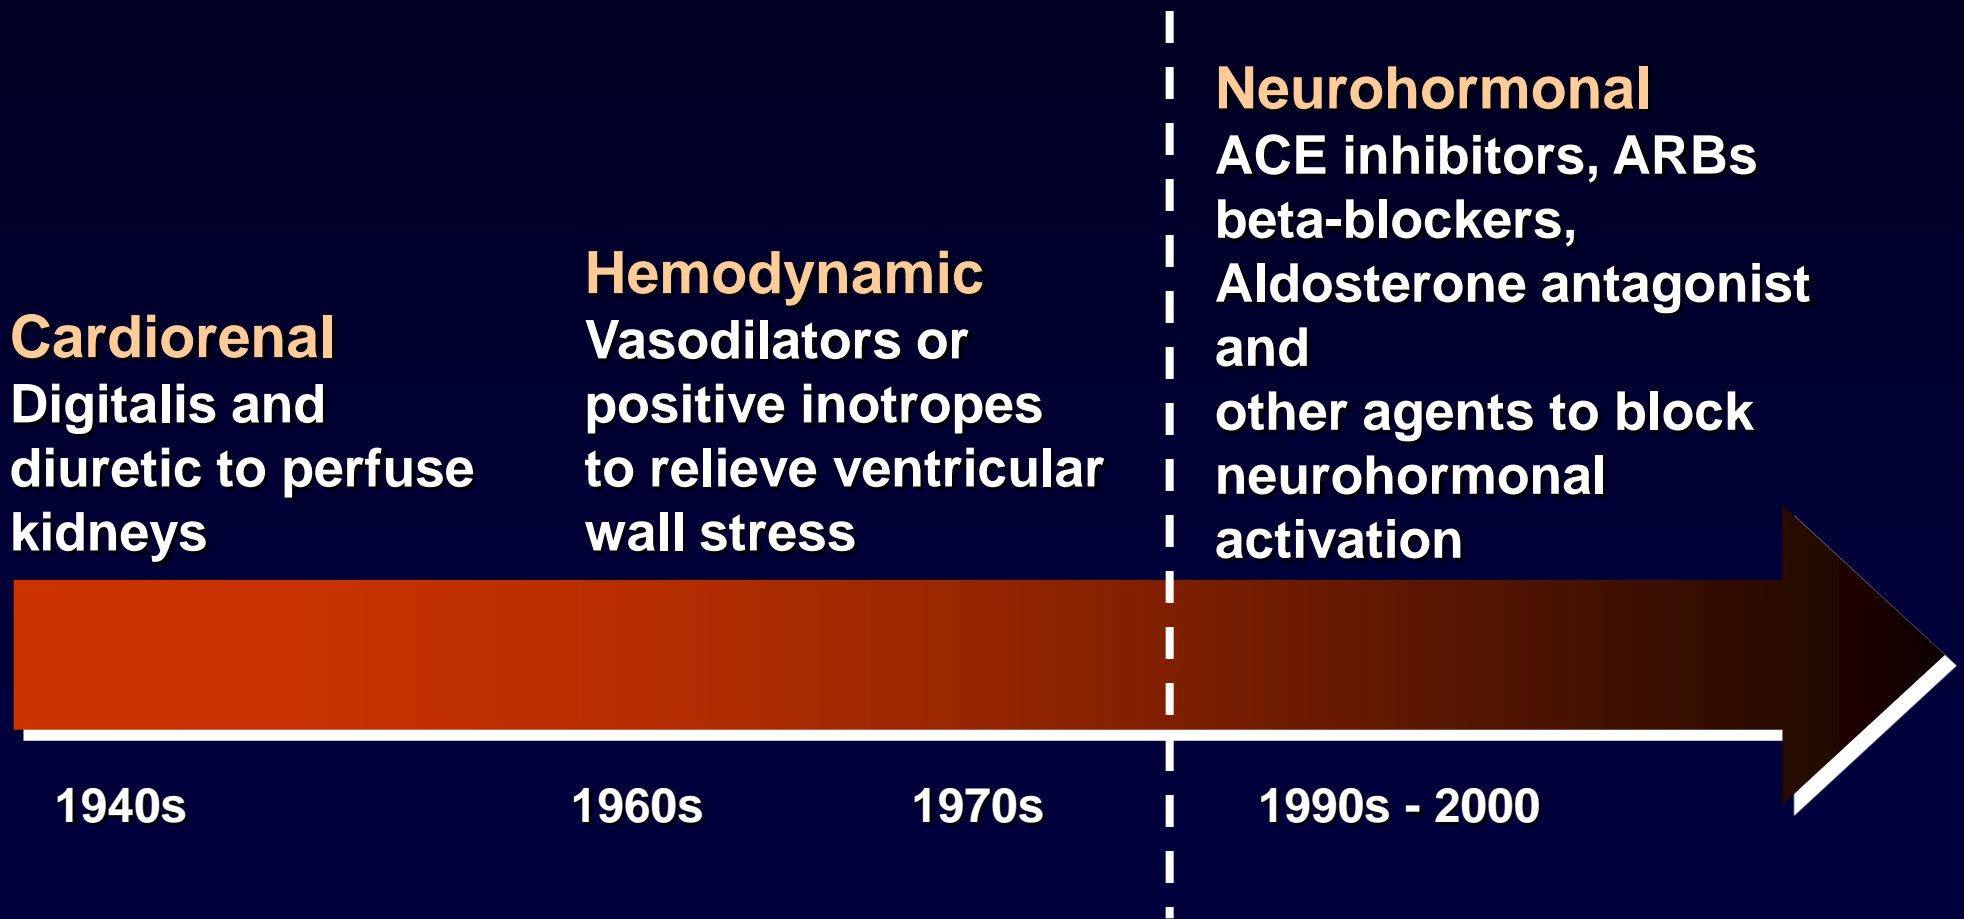 Cardiorenal
Digitalis and
diuretic to perfuse
kidneys
Hemodynamic
Vasodilators or
positive inotropes
to relieve ventricular
wall stress
Neurohormonal
ACE inhibitors, ARBs
beta-blockers,
Aldosterone antagonist
and
other agents to block
neurohormonal
activation
1940s
1960s
1970s
1990s - 2000